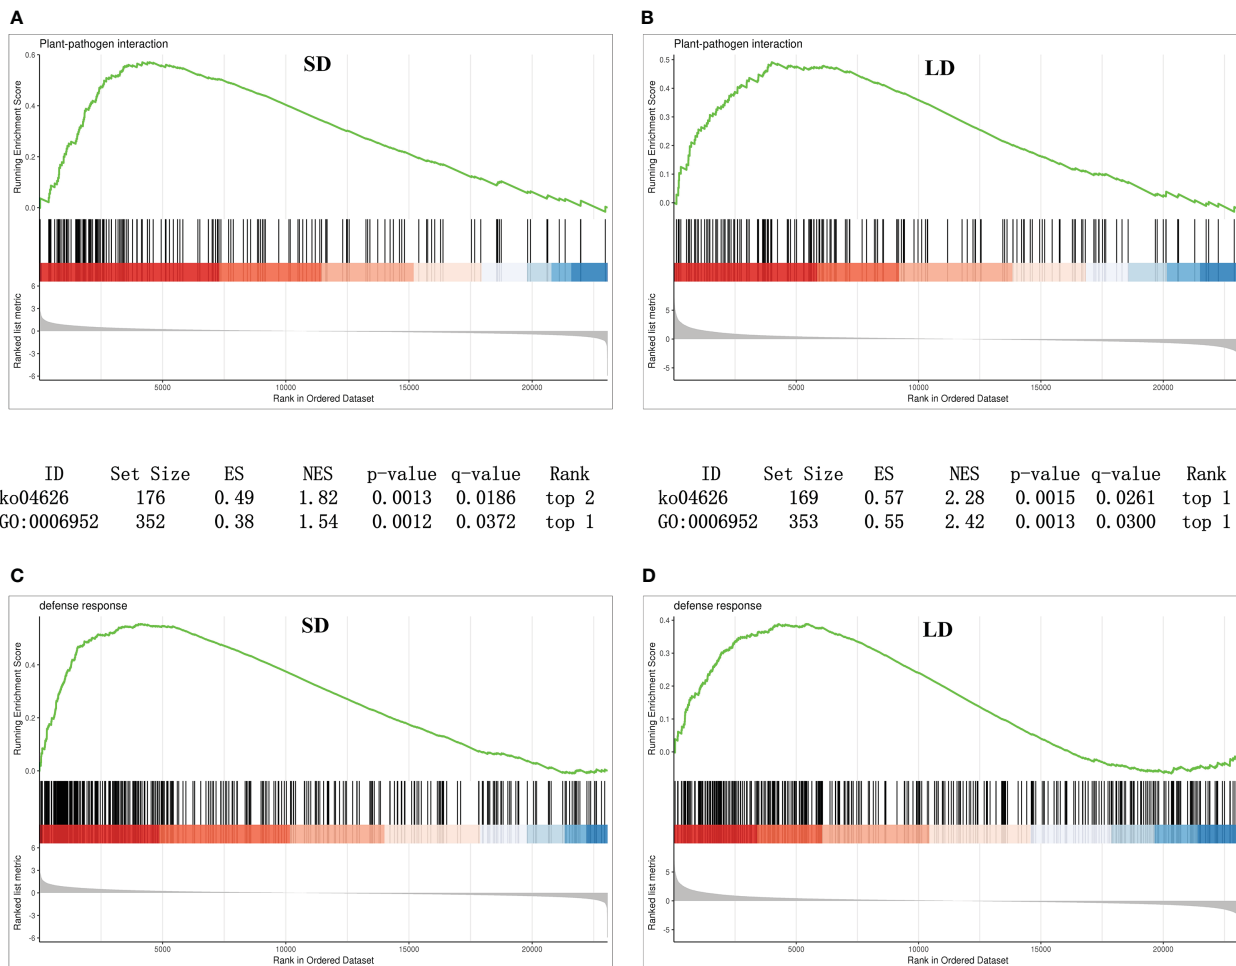 A
Plant-pathogen interaction
SD
Running Enrichment Score
0.6
0.4
0.2
0.0
Ranked list metric
6
3
0
-3
-6
5000 10000 15000 20000
Rank in Ordered Dataset
B
Plant-pathogen interaction
LD
Running Enrichment Score
0.5
0.4
0.3
0.2
0.1
0.0
Ranked list metric
5
0
-5
5000 10000 15000 20000
Rank in Ordered Dataset
ID Set Size ES NES p-value q-value Rank
ko04626 176 0.49 1.82 0.0013 0.0186 top 2
GO:0006952 352 0.38 1.54 0.0012 0.0372 top 1
ID Set Size ES NES p-value q-value Rank
ko04626 169 0.57 2.28 0.0015 0.0261 top 1
GO:0006952 353 0.55 2.42 0.0013 0.0300 top 1
C
defense response
SD
Running Enrichment Score
0.4
0.2
0.0
Ranked list metric
6
3
0
-3
-6
5000 10000 15000 20000
Rank in Ordered Dataset
D
defense response
LD
Running Enrichment Score
0.4
0.3
0.2
0.1
0.0
Ranked list metric
5
0
-5
5000 10000 15000 20000
Rank in Ordered Dataset